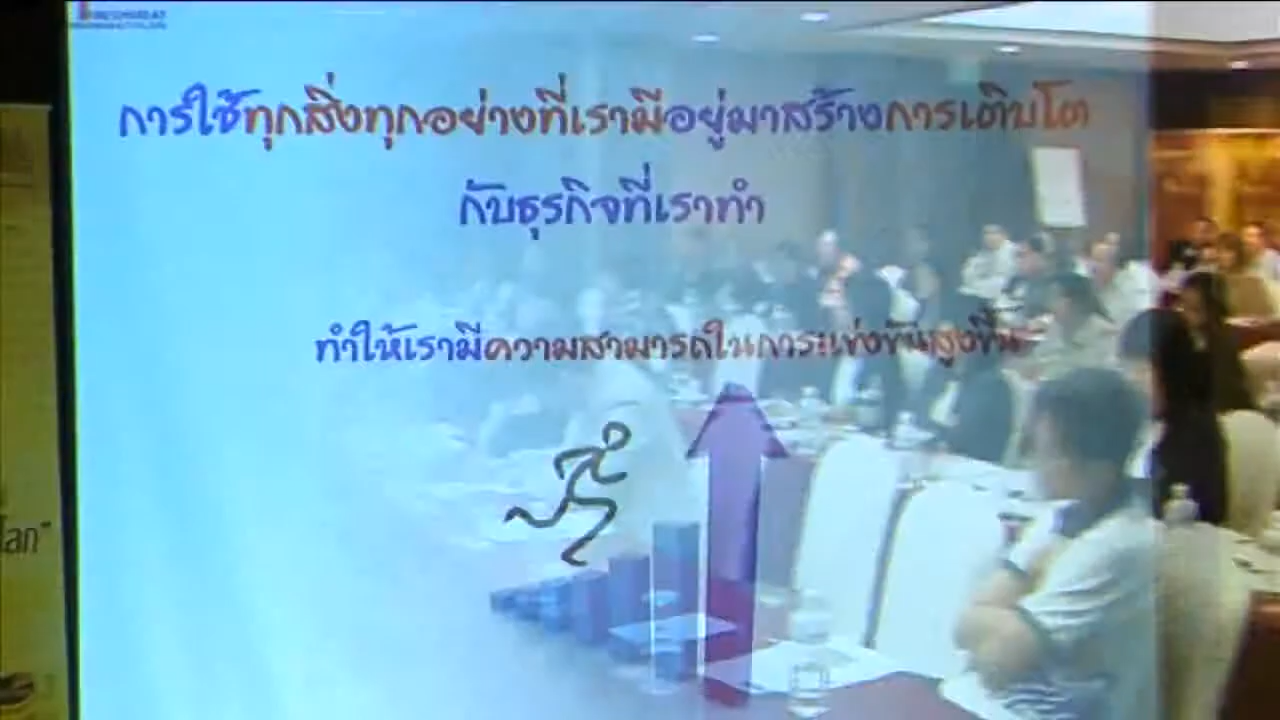 การใช้ทุกสิ่งทุกอย่างที่เรามีอยู่มาสร้างการเติบโต
กับธุรกิจที่เราทำ
ทำให้เรามีความสามารถในการแข่งขันสูงขึ้น